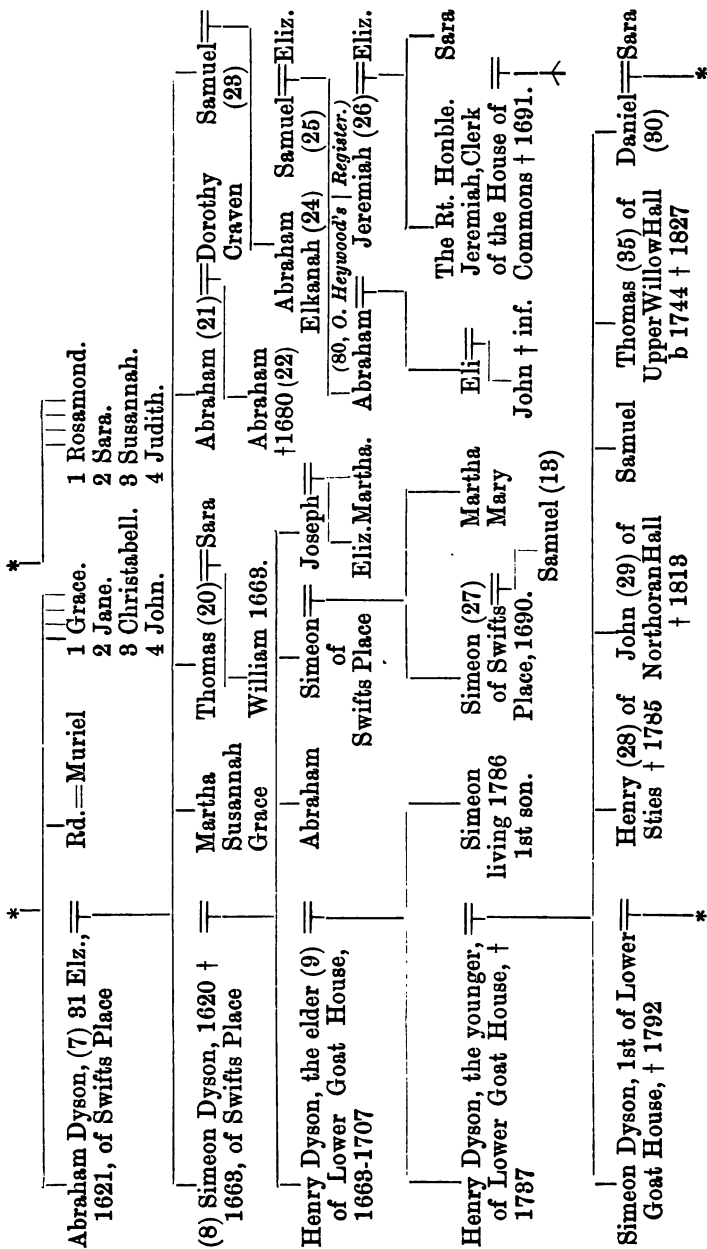 *
*
Abraham Dyson, (7) 31 Elz.,
1621, of Swifts Place
Rd.=Muriel
1 Grace.
2 Jane.
3 Christabell.
4 John.
1 Rosamond.
2 Sara.
3 Susannah.
4 Judith.
(8) Simeon Dyson, 1620 †
1663, of Swifts Place
Martha
Susannah
Grace
Thomas (20)=Sara
William 1663.
Abraham (21)=Dorothy
Craven
Abraham
†1680 (22)
Samuel=
(23)
Henry Dyson, the elder (9)
of Lower Goat House,
1663-1707
Abraham
Simeon=
of
Swifts Place
Joseph=
Eliz. Martha.
Abraham
Elkanah (24)
Samuel=Eliz.
(25)
(80, O. Heywood's | Register.)
Abraham=
Jeremiah (26)=Eliz.
Henry Dyson, the younger,
of Lower Goat House, †
1737
Simeon
living 1786
1st son.
Simeon (27)
of Swifts=
Place, 1690.
Samuel (13)
Martha
Mary
Eli=
John † inf.
The Rt. Honble.
Jeremiah, Clerk
of the House of
Commons † 1691.
Sara
Simeon Dyson, 1st of Lower
Goat House, † 1792
Henry (28) of
Sties † 1785
John (29) of
Northoran Hall
† 1813
Samuel
Thomas (35) of
Upper Willow Hall
b 1744 † 1827
Daniel=Sara
(30)
*
*